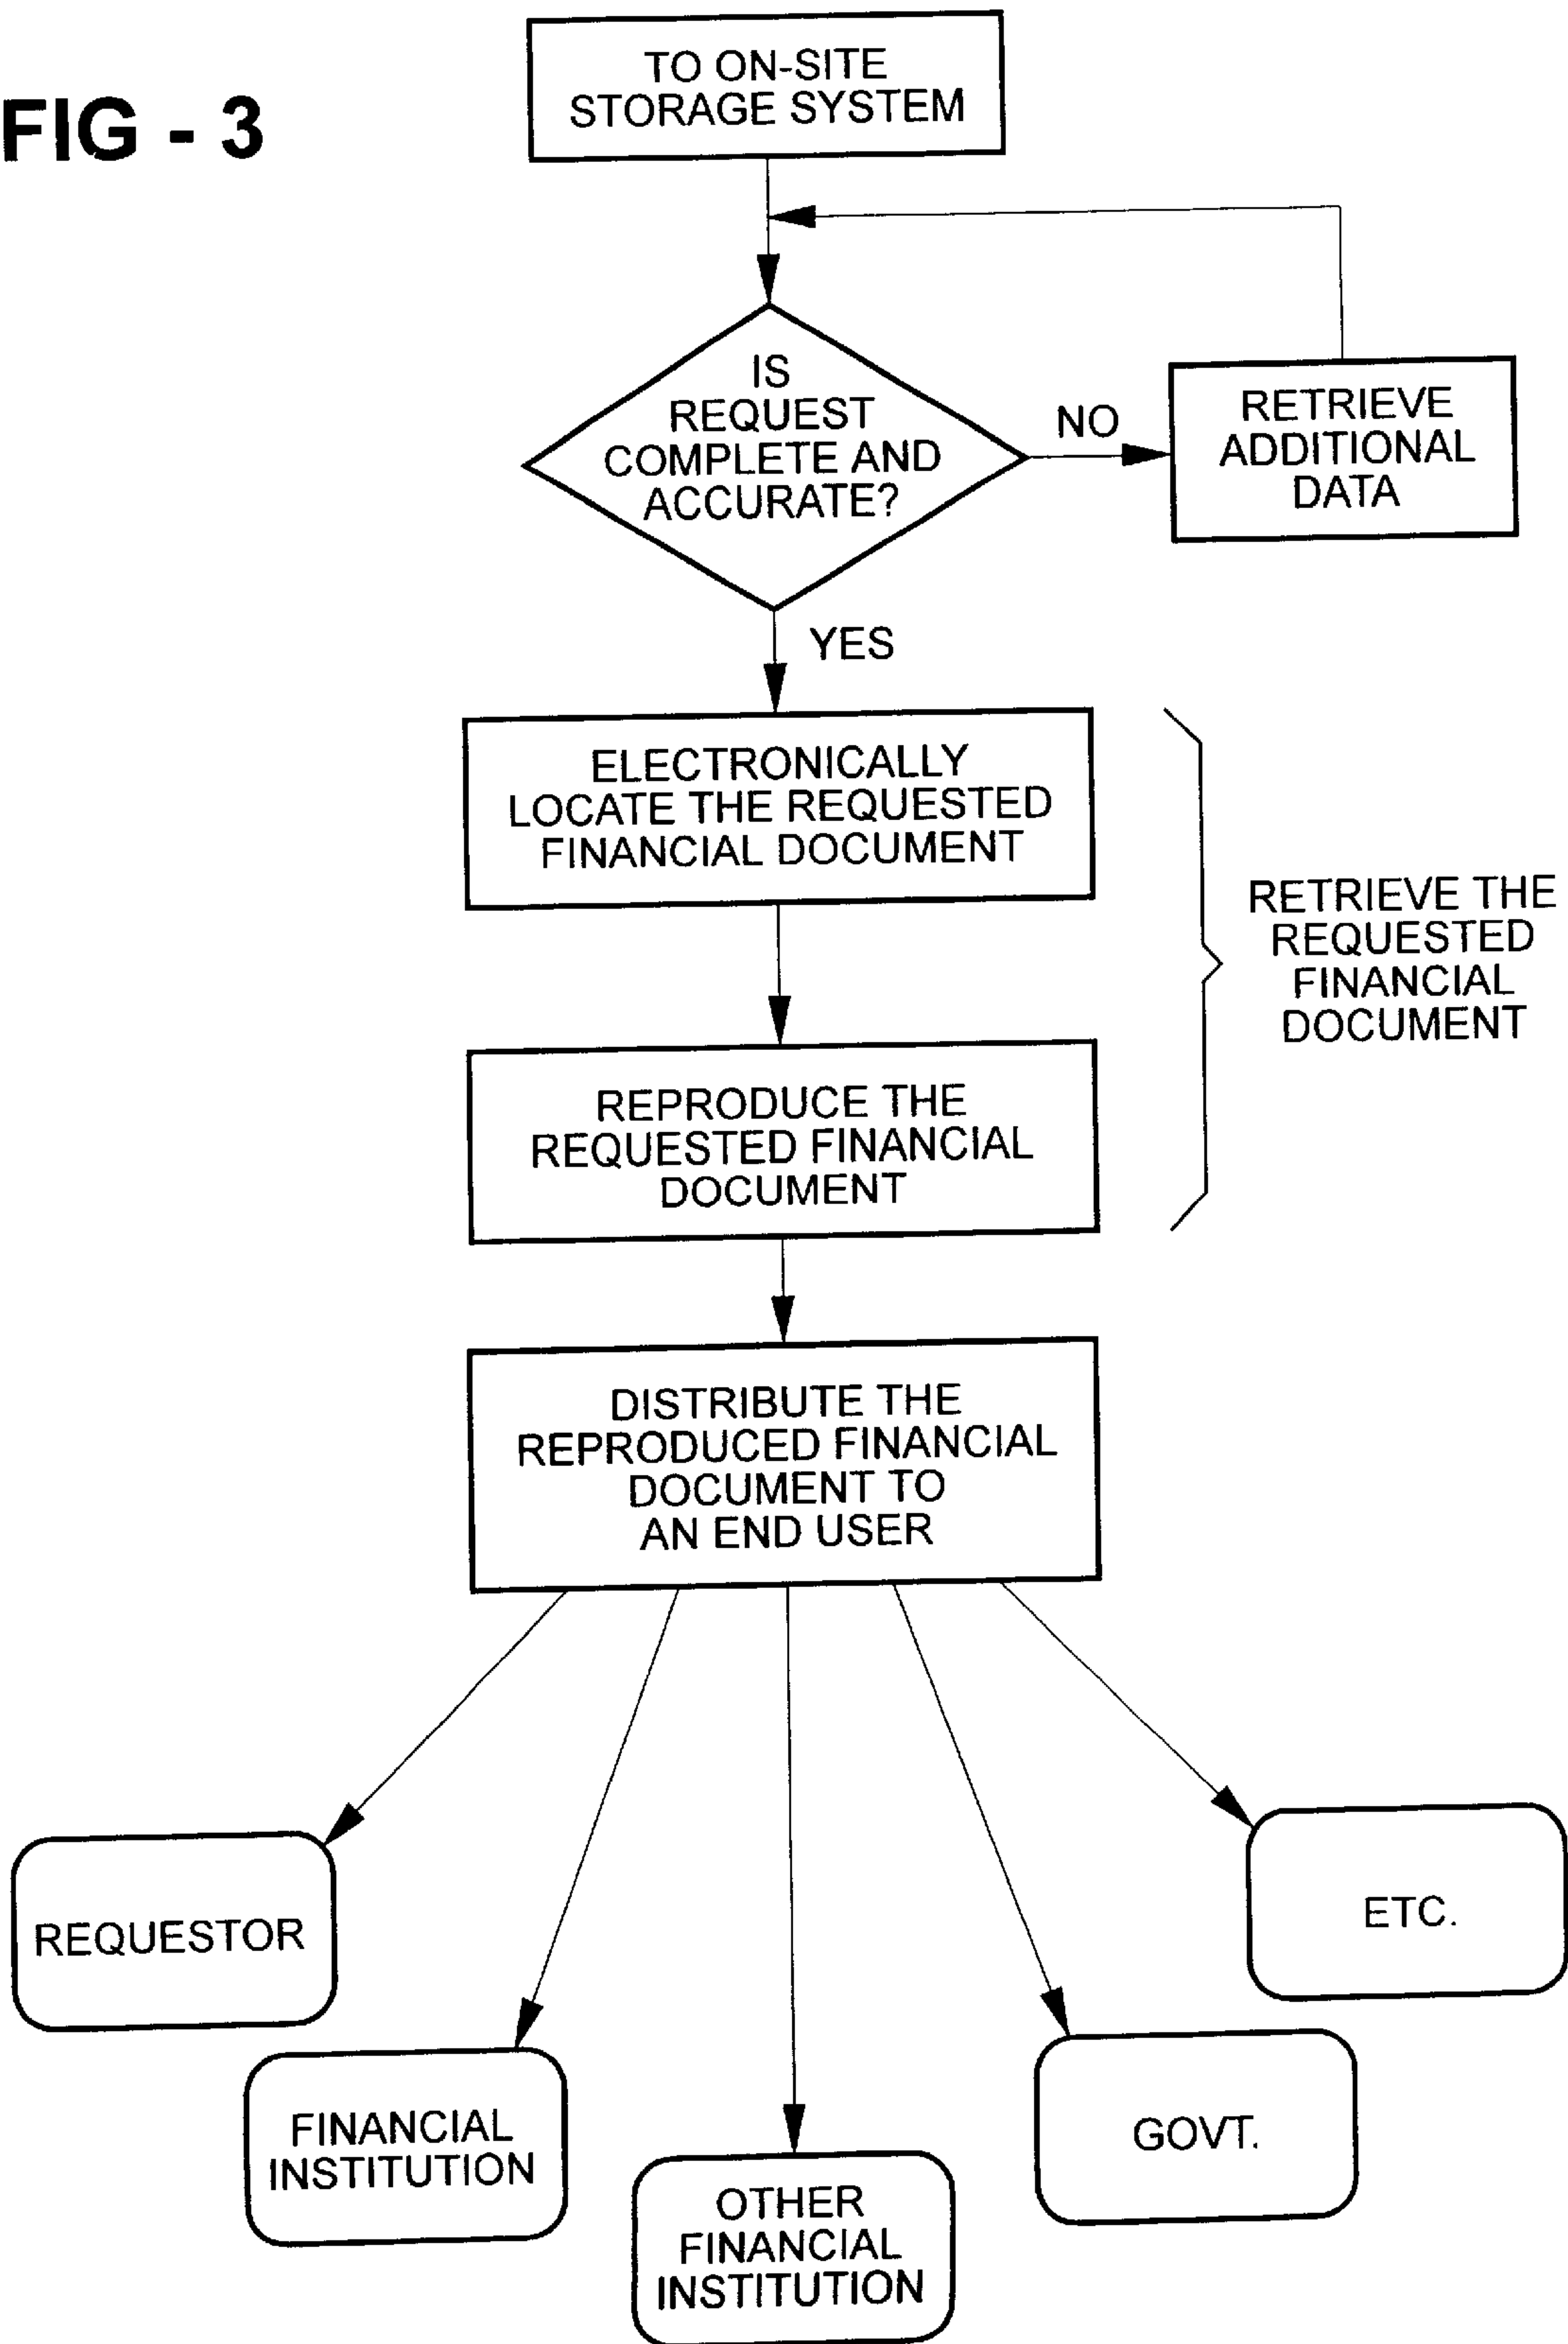 FIG - 3
TO ON-SITE
STORAGE SYSTEM
IS
REQUEST
COMPLETE AND
ACCURATE?
NO
RETRIEVE
ADDITIONAL
DATA
YES
ELECTRONICALLY
LOCATE THE REQUESTED
FINANCIAL DOCUMENT
RETRIEVE THE
REQUESTED
FINANCIAL
DOCUMENT
REPRODUCE THE
REQUESTED FINANCIAL
DOCUMENT
DISTRIBUTE THE
REPRODUCED FINANCIAL
DOCUMENT TO
AN END USER
REQUESTOR
FINANCIAL
INSTITUTION
OTHER
FINANCIAL
INSTITUTION
GOVT.
ETC.